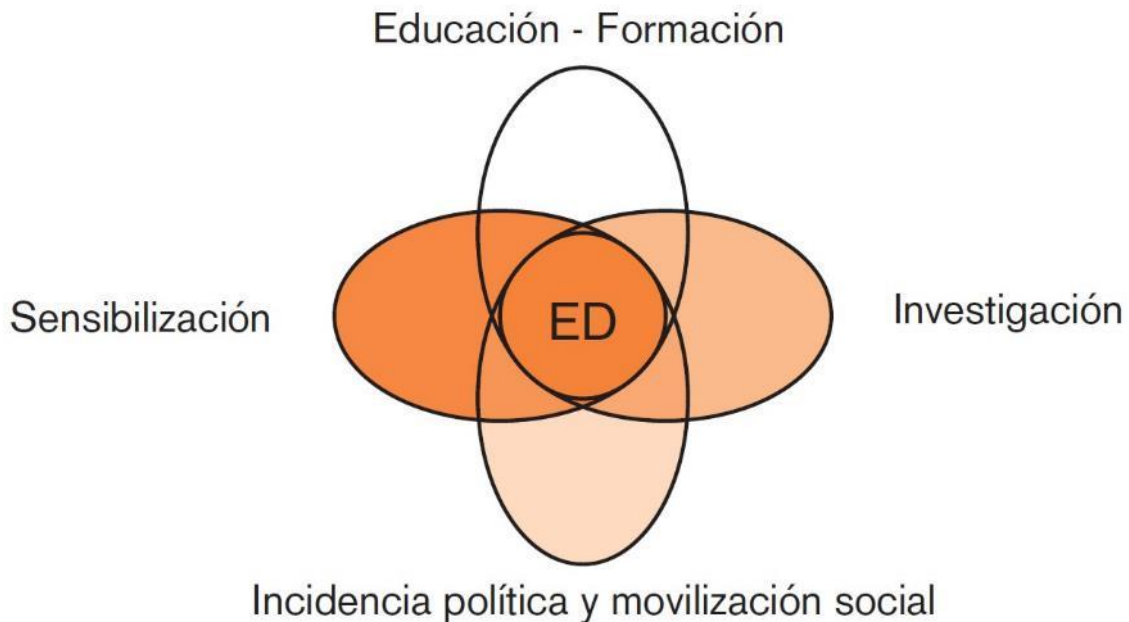 Educación - Formación
Sensibilización
ED
Investigación
Incidencia política y movilización social